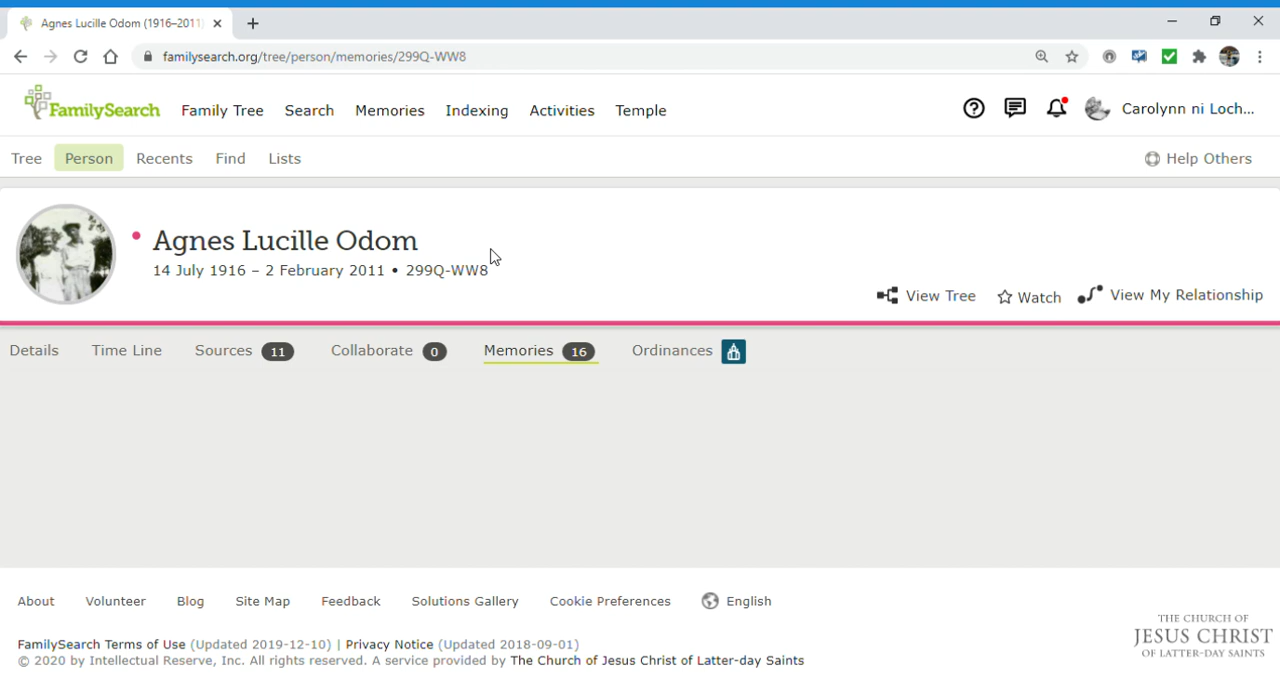 Agnes Lucille Odom (1916–2011)
familysearch.org/tree/person/memories/299Q-WW8
FamilySearch Family Tree Search Memories Indexing Activities Temple Carolynn ni Loch...
Tree Person Recents Find Lists Help Others
Agnes Lucille Odom
14 July 1916 – 2 February 2011 • 299Q-WW8
View Tree Watch View My Relationship
Details Time Line Sources 11 Collaborate 0 Memories 16 Ordinances
About Volunteer Blog Site Map Feedback Solutions Gallery Cookie Preferences English
FamilySearch Terms of Use (Updated 2019-12-10) | Privacy Notice (Updated 2018-09-01)
© 2020 by Intellectual Reserve, Inc. All rights reserved. A service provided by The Church of Jesus Christ of Latter-day Saints
THE CHURCH OF
JESUS CHRIST
OF LATTER-DAY SAINTS